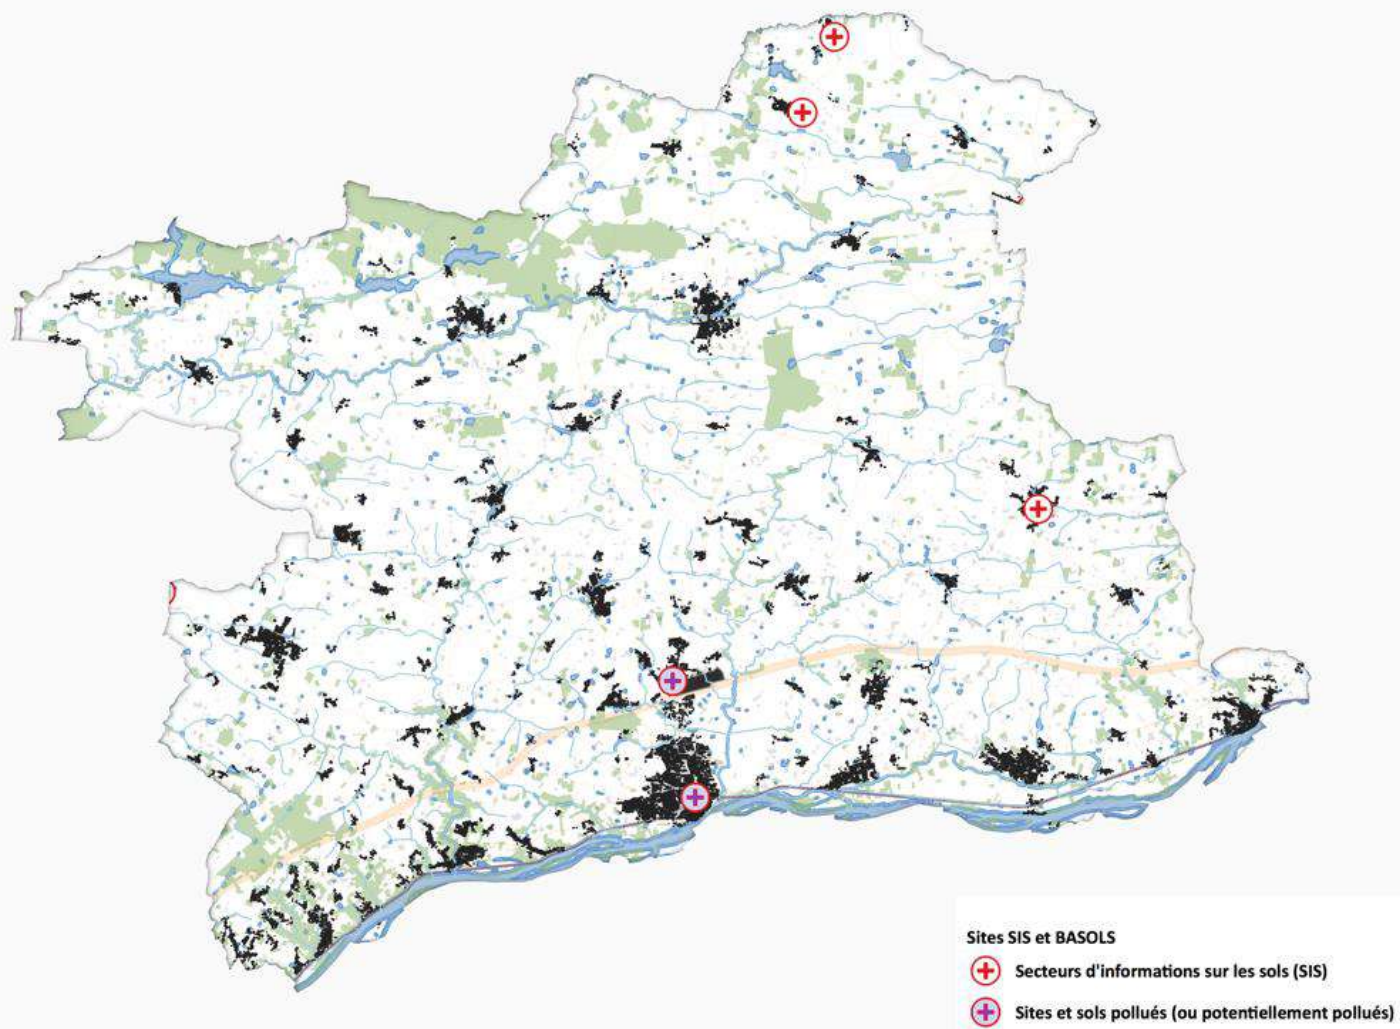 Sites SIS et BASOLS
Secteurs d'informations sur les sols (SIS)
Sites et sols pollués (ou potentiellement pollués)